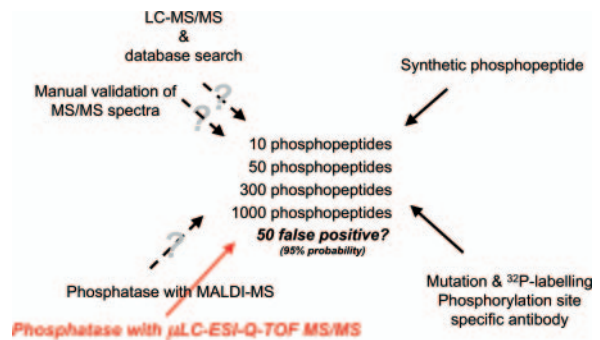 LC-MS/MS
&
database search
Synthetic phosphopeptide
Manual validation of
MS/MS spectra
?
?
10 phosphopeptides
50 phosphopeptides
300 phosphopeptides
1000 phosphopeptides
50 false positive?
(95% probability)
?
Phosphatase with MALDI-MS
Mutation & ³²P-labelling
Phosphorylation site
specific antibody
Phosphatase with µLC-ESI-Q-TOF MS/MS